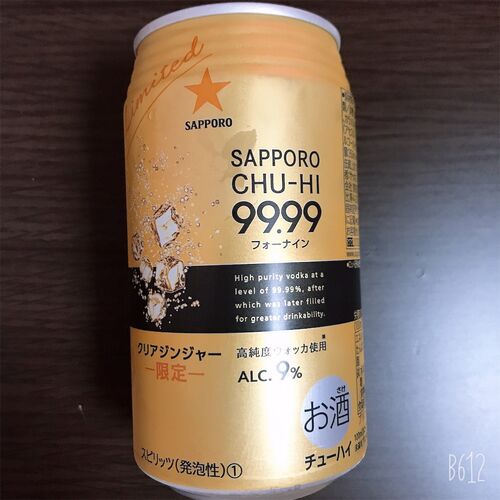 Limited
SAPPORO
SAPPORO
CHU-HI
99.99
フォーナイン
High purity vodka at a
level of 99.99%, after
which was later filled
for greater drinkability.
クリアジンジャー
限定
高純度ウォッカ使用※
ALC. 9%
さけ
お酒
スピリッツ(発泡性)①
チューハイ
B612